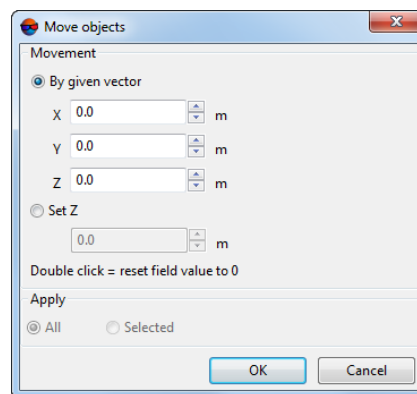 Move objects
Movement
By given vector
X 0.0 m
Y 0.0 m
Z 0.0 m
Set Z
0.0 m
Double click = reset field value to 0
Apply
All Selected
OK Cancel